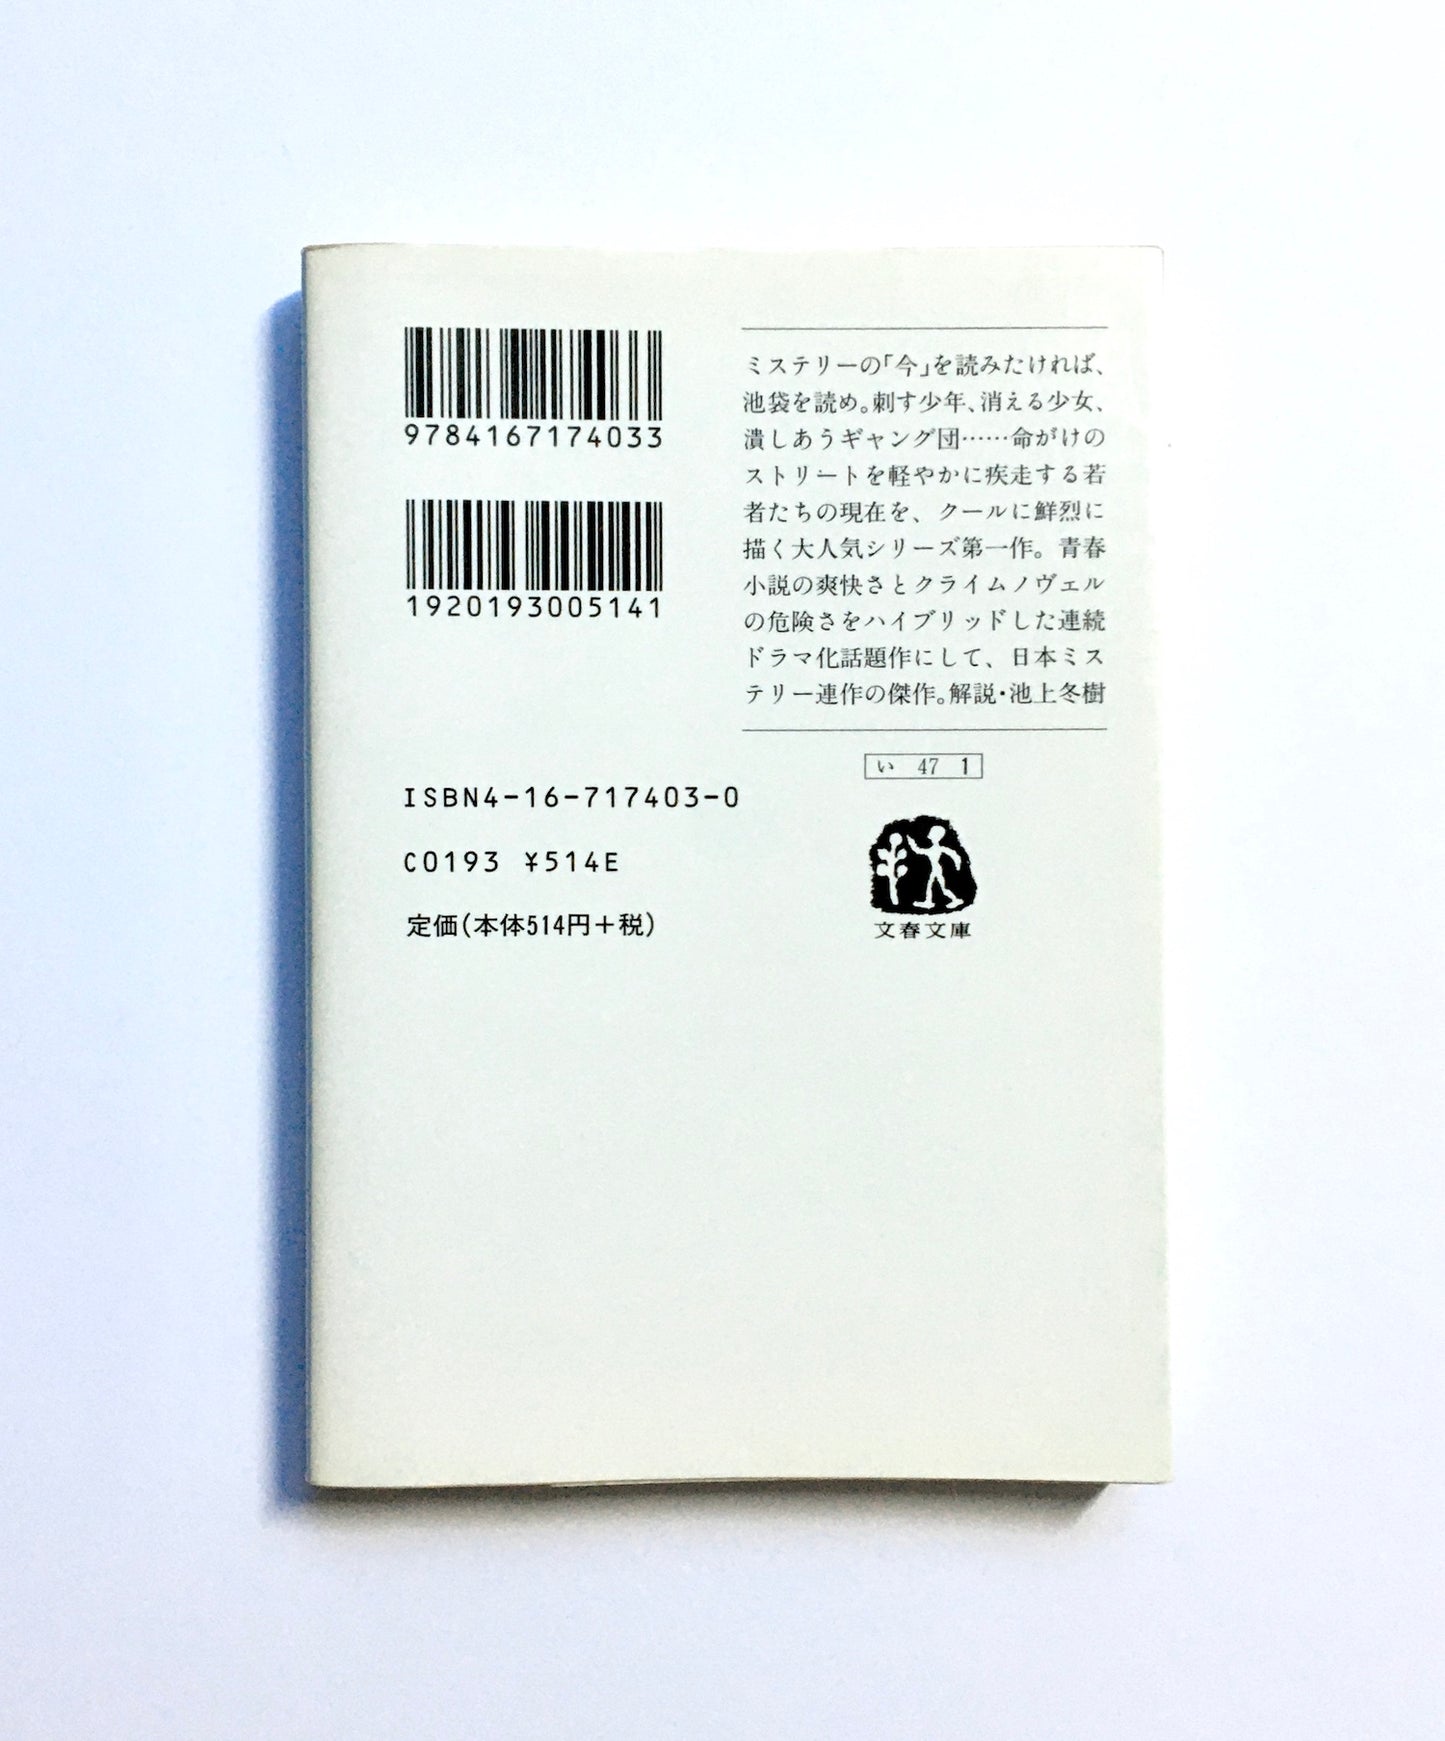 9784167174033
1920193005141
ISBN4-16-717403-0
C0193 ¥514E
定価(本体514円+税)
ミステリーの「今」を読みたければ、
池袋を読め。刺す少年、消える少女、
潰しあうギャング団……命がけの
ストリートを軽やかに疾走する若
者たちの現在を、クールに鮮烈に
描く大人気シリーズ第一作。青春
小説の爽快さとクライムノヴェル
の危険さをハイブリッドした連続
ドラマ化話題作にして、日本ミス
テリー連作の傑作。解説・池上冬樹
い 47 1
文春文庫